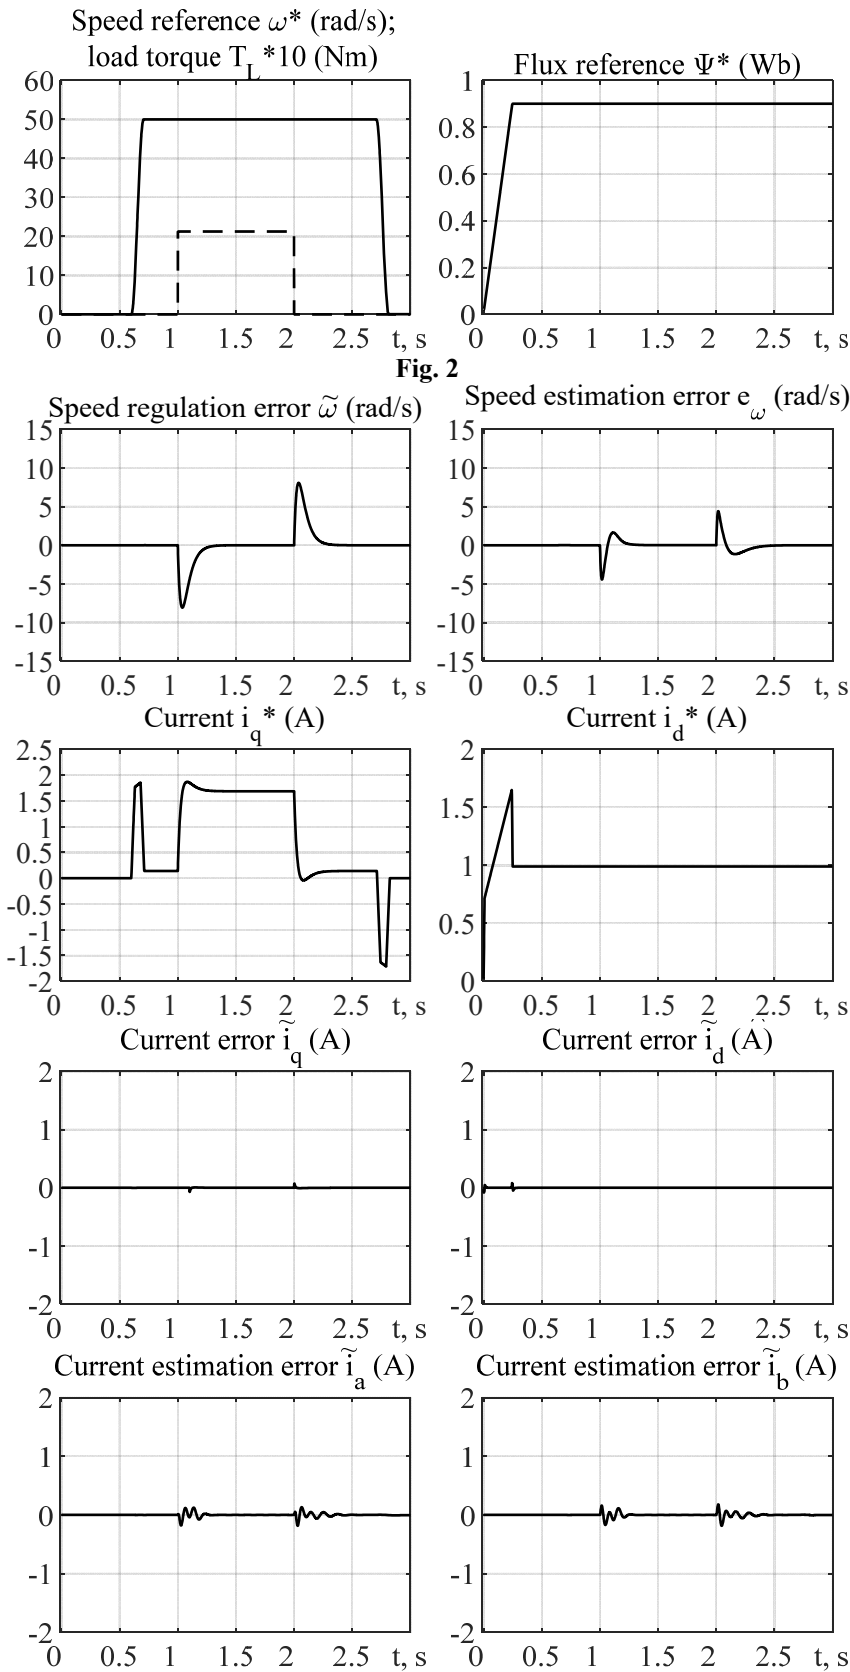 Speed reference ω* (rad/s);
load torque T_L*10 (Nm)
60
50
40
30
20
10
0
0 0.5 1 1.5 2 2.5 t, s
Flux reference Ψ* (Wb)
1
0.8
0.6
0.4
0.2
0
0 0.5 1 1.5 2 2.5 t, s
Fig. 2
Speed regulation error ω̃ (rad/s)
15
10
5
0
-5
-10
-15
0 0.5 1 1.5 2 2.5 t, s
Speed estimation error e_ω (rad/s)
15
10
5
0
-5
-10
-15
0 0.5 1 1.5 2 2.5 t, s
Current i_q* (A)
2.5
2
1.5
1
0.5
0
-0.5
-1
-1.5
-2
0 0.5 1 1.5 2 2.5 t, s
Current i_d* (A)
2
1.5
1
0.5
0
0 0.5 1 1.5 2 2.5 t, s
Current error ĩ_q (A)
2
1
0
-1
-2
0 0.5 1 1.5 2 2.5 t, s
Current error ĩ_d (A)
2
1
0
-1
-2
0 0.5 1 1.5 2 2.5 t, s
Current estimation error ĩ_a (A)
2
1
0
-1
-2
0 0.5 1 1.5 2 2.5 t, s
Current estimation error ĩ_b (A)
2
1
0
-1
-2
0 0.5 1 1.5 2 2.5 t, s